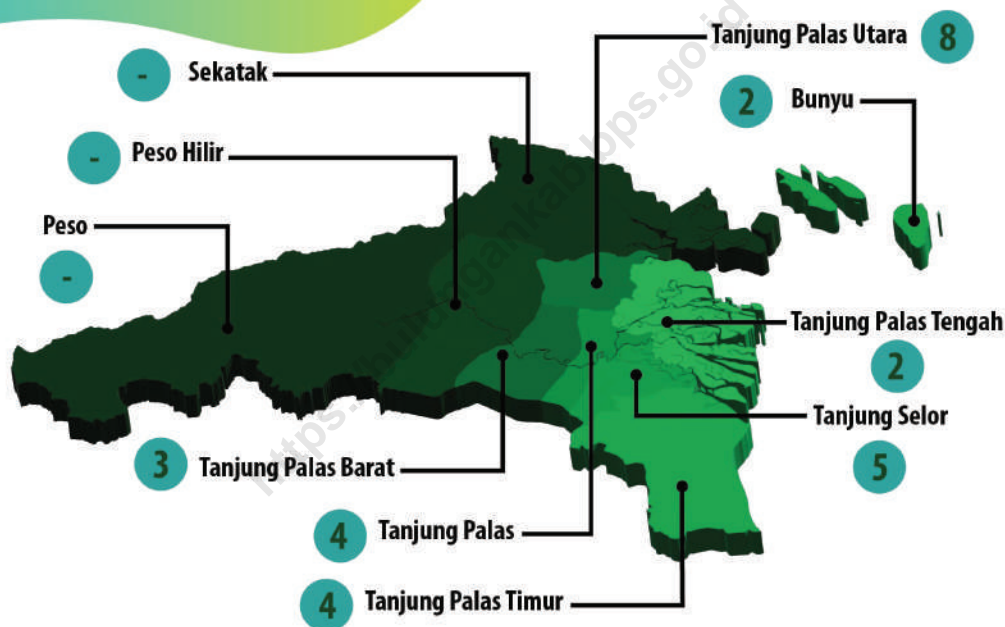 Tanjung Palas Utara 8
- Sekatak
2 Bunyu
- Peso Hilir
Peso
-
Tanjung Palas Tengah
2
Tanjung Selor
5
3 Tanjung Palas Barat
4 Tanjung Palas
4 Tanjung Palas Timur
https://bulungankab.bps.go.id